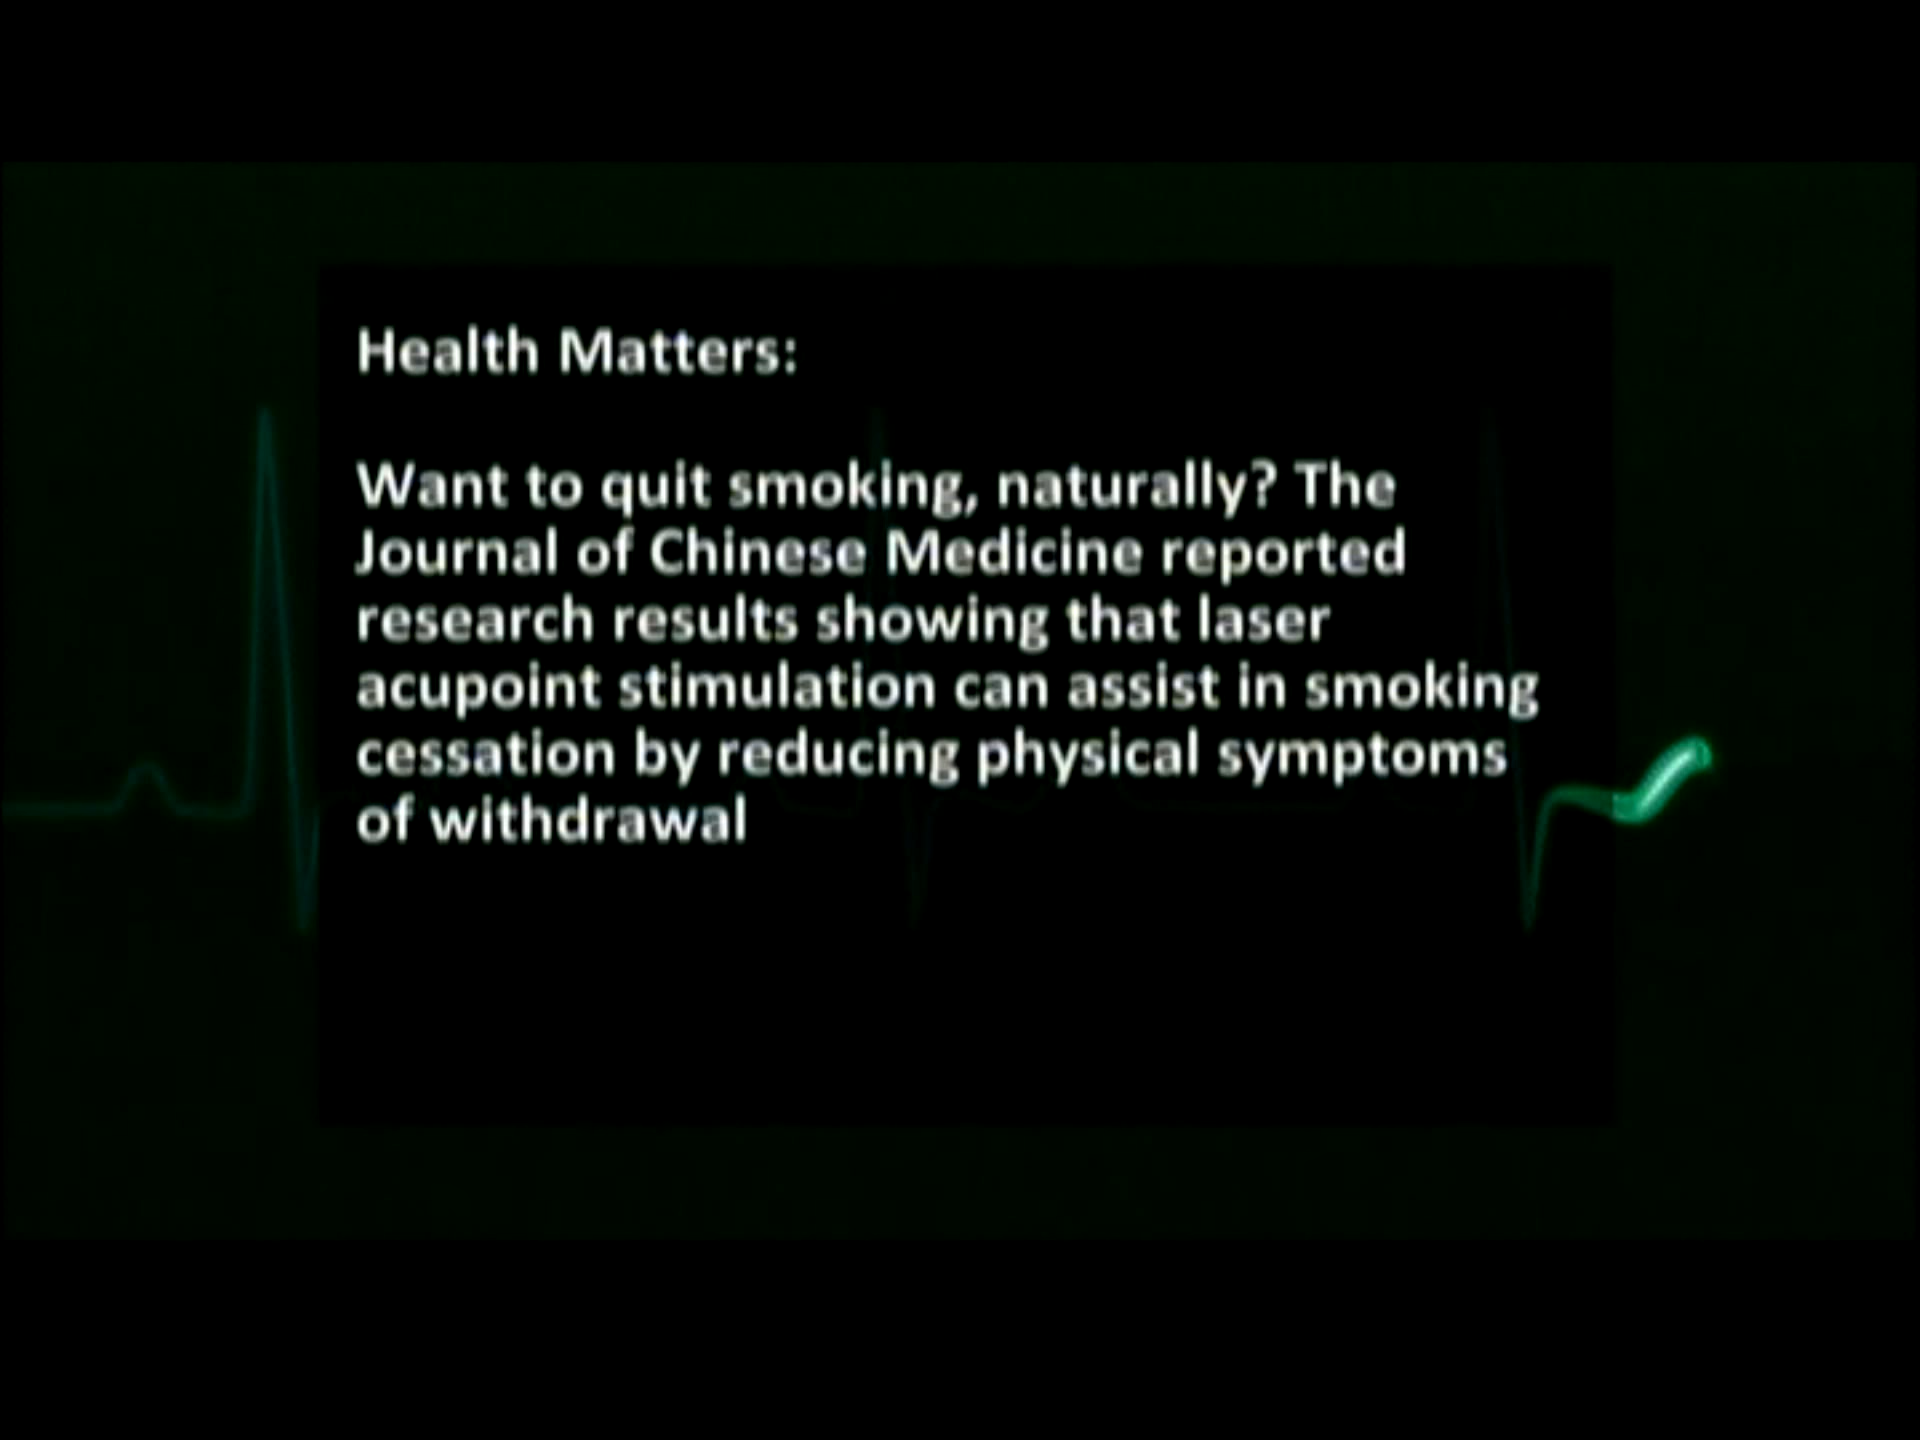 Health Matters:
Want to quit smoking, naturally? The
Journal of Chinese Medicine reported
research results showing that laser
acupoint stimulation can assist in smoking
cessation by reducing physical symptoms
of withdrawal